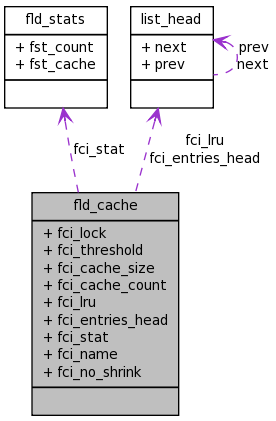 fld_stats
+ fst_count
+ fst_cache
list_head
+ next
+ prev
prev
next
fci_stat
fci_lru
fci_entries_head
fld_cache
+ fci_lock
+ fci_threshold
+ fci_cache_size
+ fci_cache_count
+ fci_lru
+ fci_entries_head
+ fci_stat
+ fci_name
+ fci_no_shrink